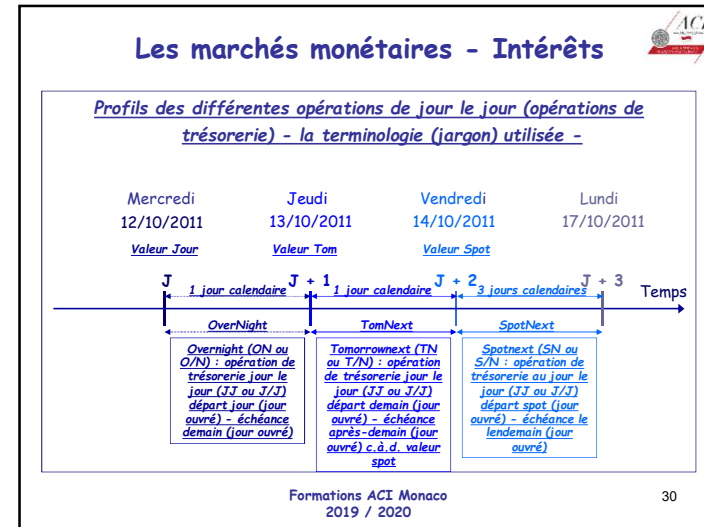 Les marchés monétaires - Intérêts
ACI
Profils des différentes opérations de jour le jour (opérations de
trésorerie) - la terminologie (jargon) utilisée -
Mercredi Jeudi Vendredi Lundi
12/10/2011 13/10/2011 14/10/2011 17/10/2011
Valeur Jour Valeur Tom Valeur Spot
J J + 1 J + 2 J + 3
1 jour calendaire 1 jour calendaire 3 jours calendaires
Temps
OverNight TomNext SpotNext
Overnight (ON ou
O/N) : opération de
trésorerie jour le
jour (JJ ou J/J)
départ jour (jour
ouvré) - échéance
demain (jour ouvré)
Tomorrownext (TN
ou T/N) : opération
de trésorerie jour le
jour (JJ ou J/J)
départ demain (jour
ouvré) - échéance
après-demain (jour
ouvré) c.à.d. valeur
spot
Spotnext (SN ou
S/N) : opération de
trésorerie au jour le
jour (JJ ou J/J)
départ spot (jour
ouvré) - échéance le
lendemain (jour
ouvré)
Formations ACI Monaco
2019 / 2020
30